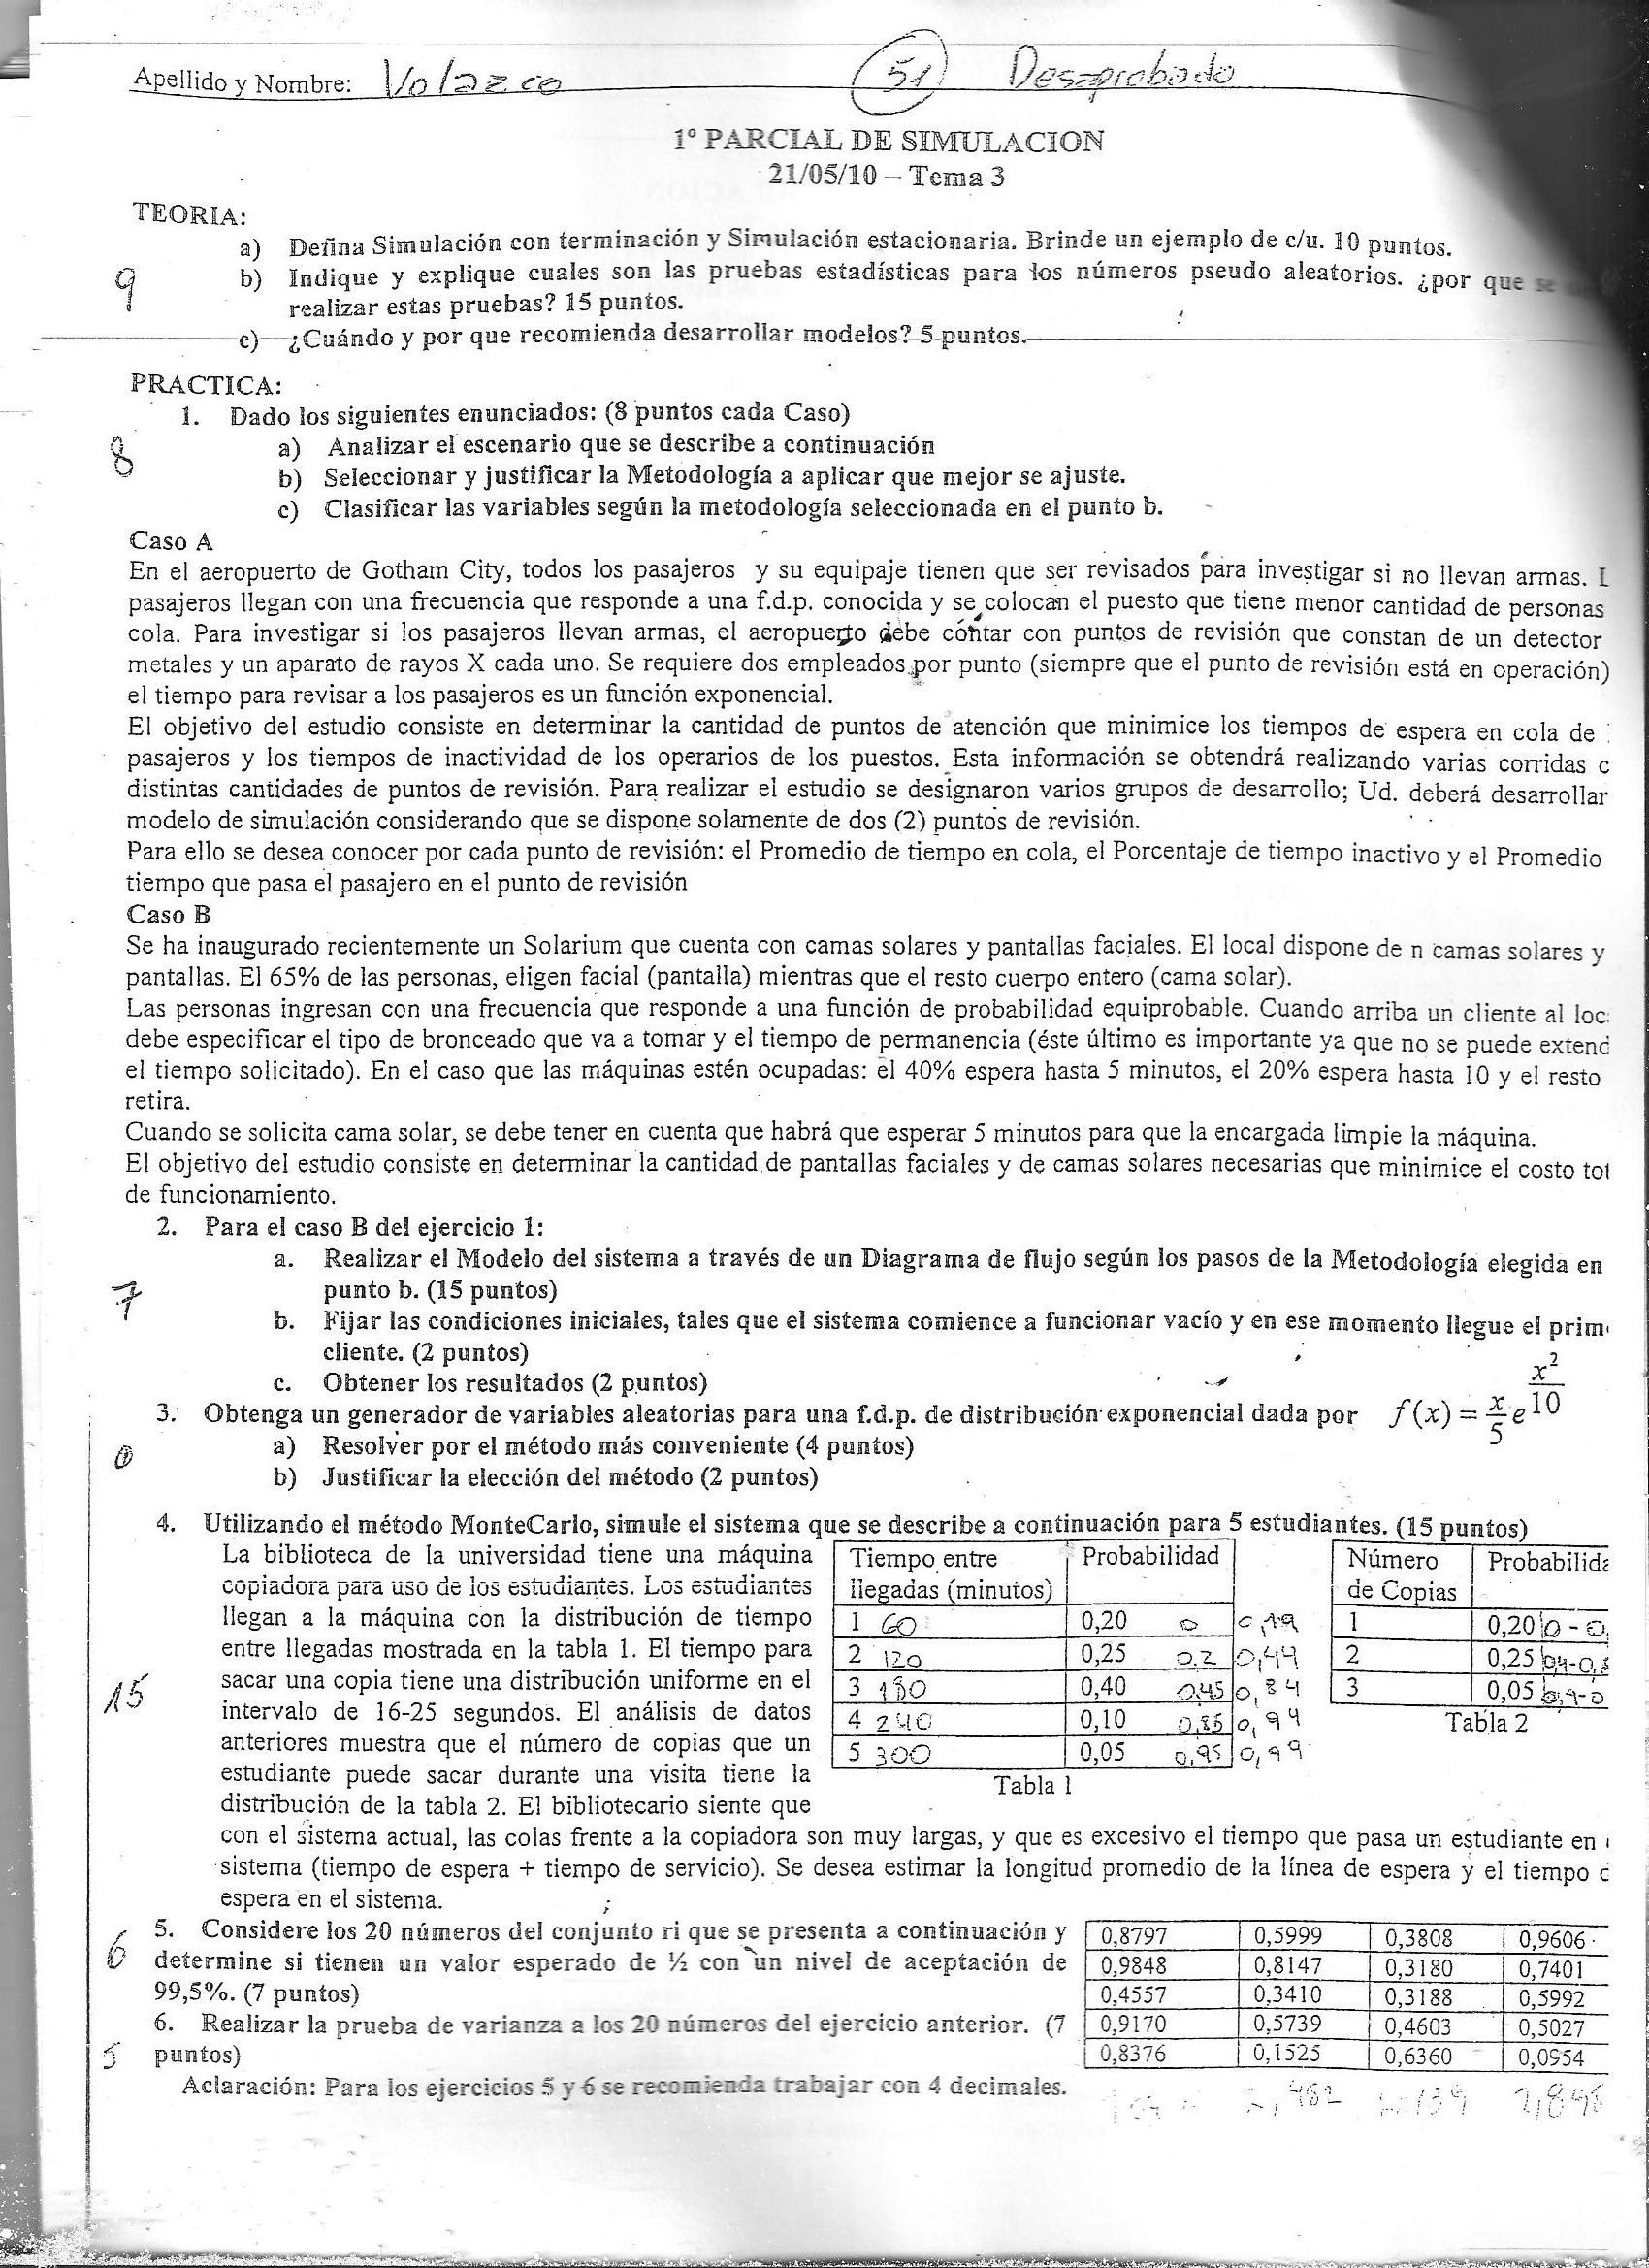 Apellido y Nombre: Volazco 51 Desaprobado
1º PARCIAL DE SIMULACION
21/05/10 – Tema 3
TEORIA:
a) Defina Simulación con terminación y Simulación estacionaria. Brinde un ejemplo de c/u. 10 puntos.
9 b) Indique y explique cuales son las pruebas estadísticas para los números pseudo aleatorios. ¿por que se
realizar estas pruebas? 15 puntos.
c) ¿Cuándo y por que recomienda desarrollar modelos? 5 puntos.
PRACTICA:
1. Dado los siguientes enunciados: (8 puntos cada Caso)
8 a) Analizar el escenario que se describe a continuación
b) Seleccionar y justificar la Metodología a aplicar que mejor se ajuste.
c) Clasificar las variables según la metodología seleccionada en el punto b.
Caso A
En el aeropuerto de Gotham City, todos los pasajeros y su equipaje tienen que ser revisados para investigar si no llevan armas.
pasajeros llegan con una frecuencia que responde a una f.d.p. conocida y se colocan el puesto que tiene menor cantidad de personas
cola. Para investigar si los pasajeros llevan armas, el aeropuerto debe contar con puntos de revisión que constan de un detector
metales y un aparato de rayos X cada uno. Se requiere dos empleados por punto (siempre que el punto de revisión está en operación)
el tiempo para revisar a los pasajeros es un función exponencial.
El objetivo del estudio consiste en determinar la cantidad de puntos de atención que minimice los tiempos de espera en cola de
pasajeros y los tiempos de inactividad de los operarios de los puestos. Esta información se obtendrá realizando varias corridas c
distintas cantidades de puntos de revisión. Para realizar el estudio se designaron varios grupos de desarrollo; Ud. deberá desarrollar
modelo de simulación considerando que se dispone solamente de dos (2) puntos de revisión.
Para ello se desea conocer por cada punto de revisión: el Promedio de tiempo en cola, el Porcentaje de tiempo inactivo y el Promedio
tiempo que pasa el pasajero en el punto de revisión
Caso B
Se ha inaugurado recientemente un Solarium que cuenta con camas solares y pantallas faciales. El local dispone de n camas solares y
pantallas. El 65% de las personas, eligen facial (pantalla) mientras que el resto cuerpo entero (cama solar).
Las personas ingresan con una frecuencia que responde a una función de probabilidad equiprobable. Cuando arriba un cliente al loc
debe especificar el tipo de bronceado que va a tomar y el tiempo de permanencia (éste último es importante ya que no se puede extend
el tiempo solicitado). En el caso que las máquinas estén ocupadas: el 40% espera hasta 5 minutos, el 20% espera hasta 10 y el resto
retira.
Cuando se solicita cama solar, se debe tener en cuenta que habrá que esperar 5 minutos para que la encargada limpie la máquina.
El objetivo del estudio consiste en determinar la cantidad de pantallas faciales y de camas solares necesarias que minimice el costo tot
de funcionamiento.
2. Para el caso B del ejercicio 1:
a. Realizar el Modelo del sistema a través de un Diagrama de flujo según los pasos de la Metodología elegida en
7 punto b. (15 puntos)
b. Fijar las condiciones iniciales, tales que el sistema comience a funcionar vacío y en ese momento llegue el prim
cliente. (2 puntos)
c. Obtener los resultados (2 puntos)
3. Obtenga un generador de variables aleatorias para una f.d.p. de distribución exponencial dada por f(x) = x/5 e^(x²/10)
0 a) Resolver por el método más conveniente (4 puntos)
b) Justificar la elección del método (2 puntos)
4. Utilizando el método MonteCarlo, simule el sistema que se describe a continuación para 5 estudiantes. (15 puntos)
La biblioteca de la universidad tiene una máquina
copiadora para uso de los estudiantes. Los estudiantes
llegan a la máquina con la distribución de tiempo
entre llegadas mostrada en la tabla 1. El tiempo para
15 sacar una copia tiene una distribución uniforme en el
intervalo de 16-25 segundos. El análisis de datos
anteriores muestra que el número de copias que un
estudiante puede sacar durante una visita tiene la
distribución de la tabla 2. El bibliotecario siente que
con el sistema actual, las colas frente a la copiadora son muy largas, y que es excesivo el tiempo que pasa un estudiante en
sistema (tiempo de espera + tiempo de servicio). Se desea estimar la longitud promedio de la línea de espera y el tiempo d
espera en el sistema.
Tiempo entre llegadas (minutos) Probabilidad
1 60 0,20 0 0,19
2 120 0,25 0.2 0,44
3 180 0,40 0,45 0,84
4 240 0,10 0,85 0,94
5 300 0,05 0,95 0,99
Tabla 1
Número de Copias Probabilida
1 0,20 0 - 0,
2 0,25
3 0,05
Tabla 2
5. Considere los 20 números del conjunto ri que se presenta a continuación y
6 determine si tienen un valor esperado de ½ con un nivel de aceptación de
99,5%. (7 puntos)
6. Realizar la prueba de varianza a los 20 números del ejercicio anterior. (7
5 puntos)
Aclaración: Para los ejercicios 5 y 6 se recomienda trabajar con 4 decimales.
0,8797 0,5999 0,3808 0,9606
0,9848 0,8147 0,3180 0,7401
0,4557 0,3410 0,3188 0,5992
0,9170 0,5739 0,4603 0,5027
0,8376 0,1525 0,6360 0,0954